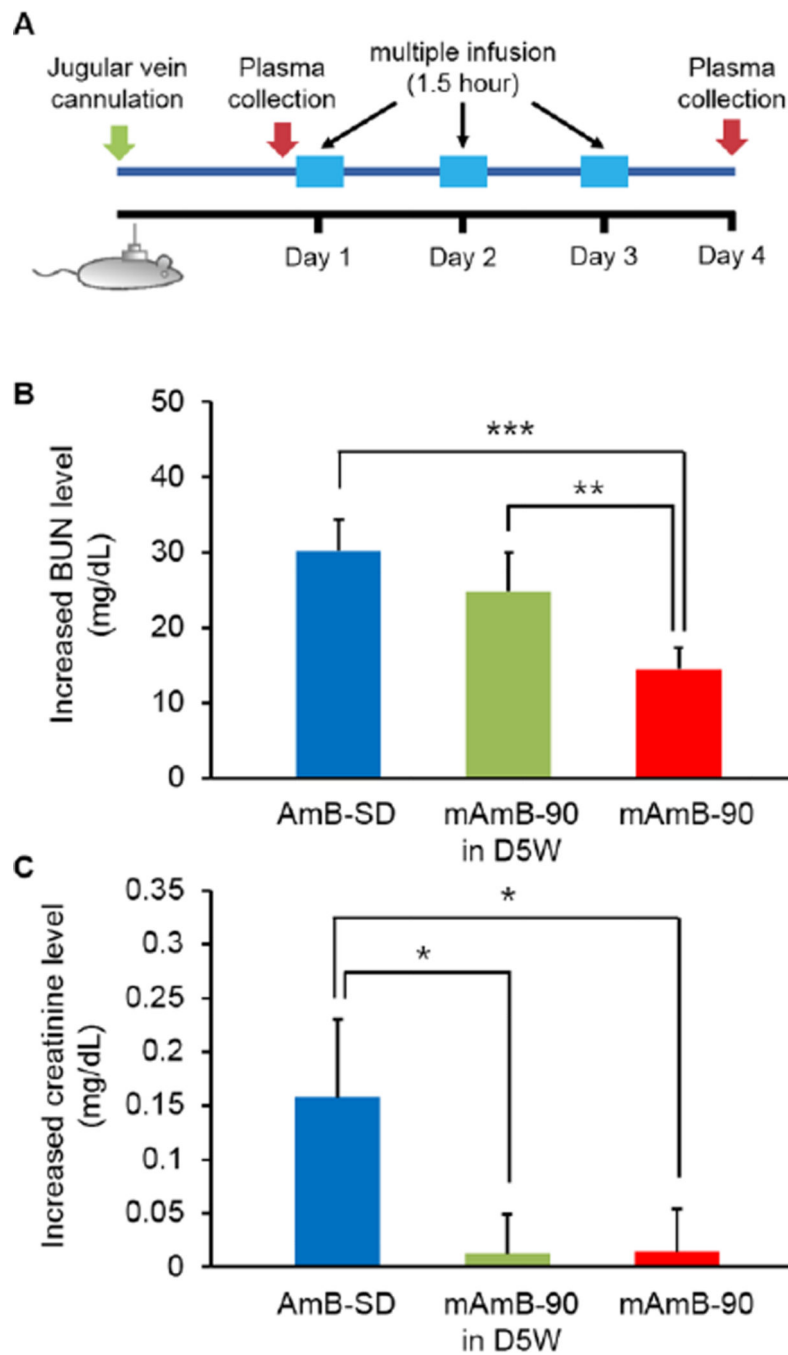 A
Jugular vein
cannulation
Plasma
collection
multiple infusion
(1.5 hour)
Plasma
collection
Day 1
Day 2
Day 3
Day 4
B
Increased BUN level
(mg/dL)
50
40
30
20
10
0
***
**
AmB-SD
mAmB-90
in D5W
mAmB-90
C
Increased creatinine level
(mg/dL)
0.35
0.3
0.25
0.2
0.15
0.1
0.05
0
*
*
AmB-SD
mAmB-90
in D5W
mAmB-90